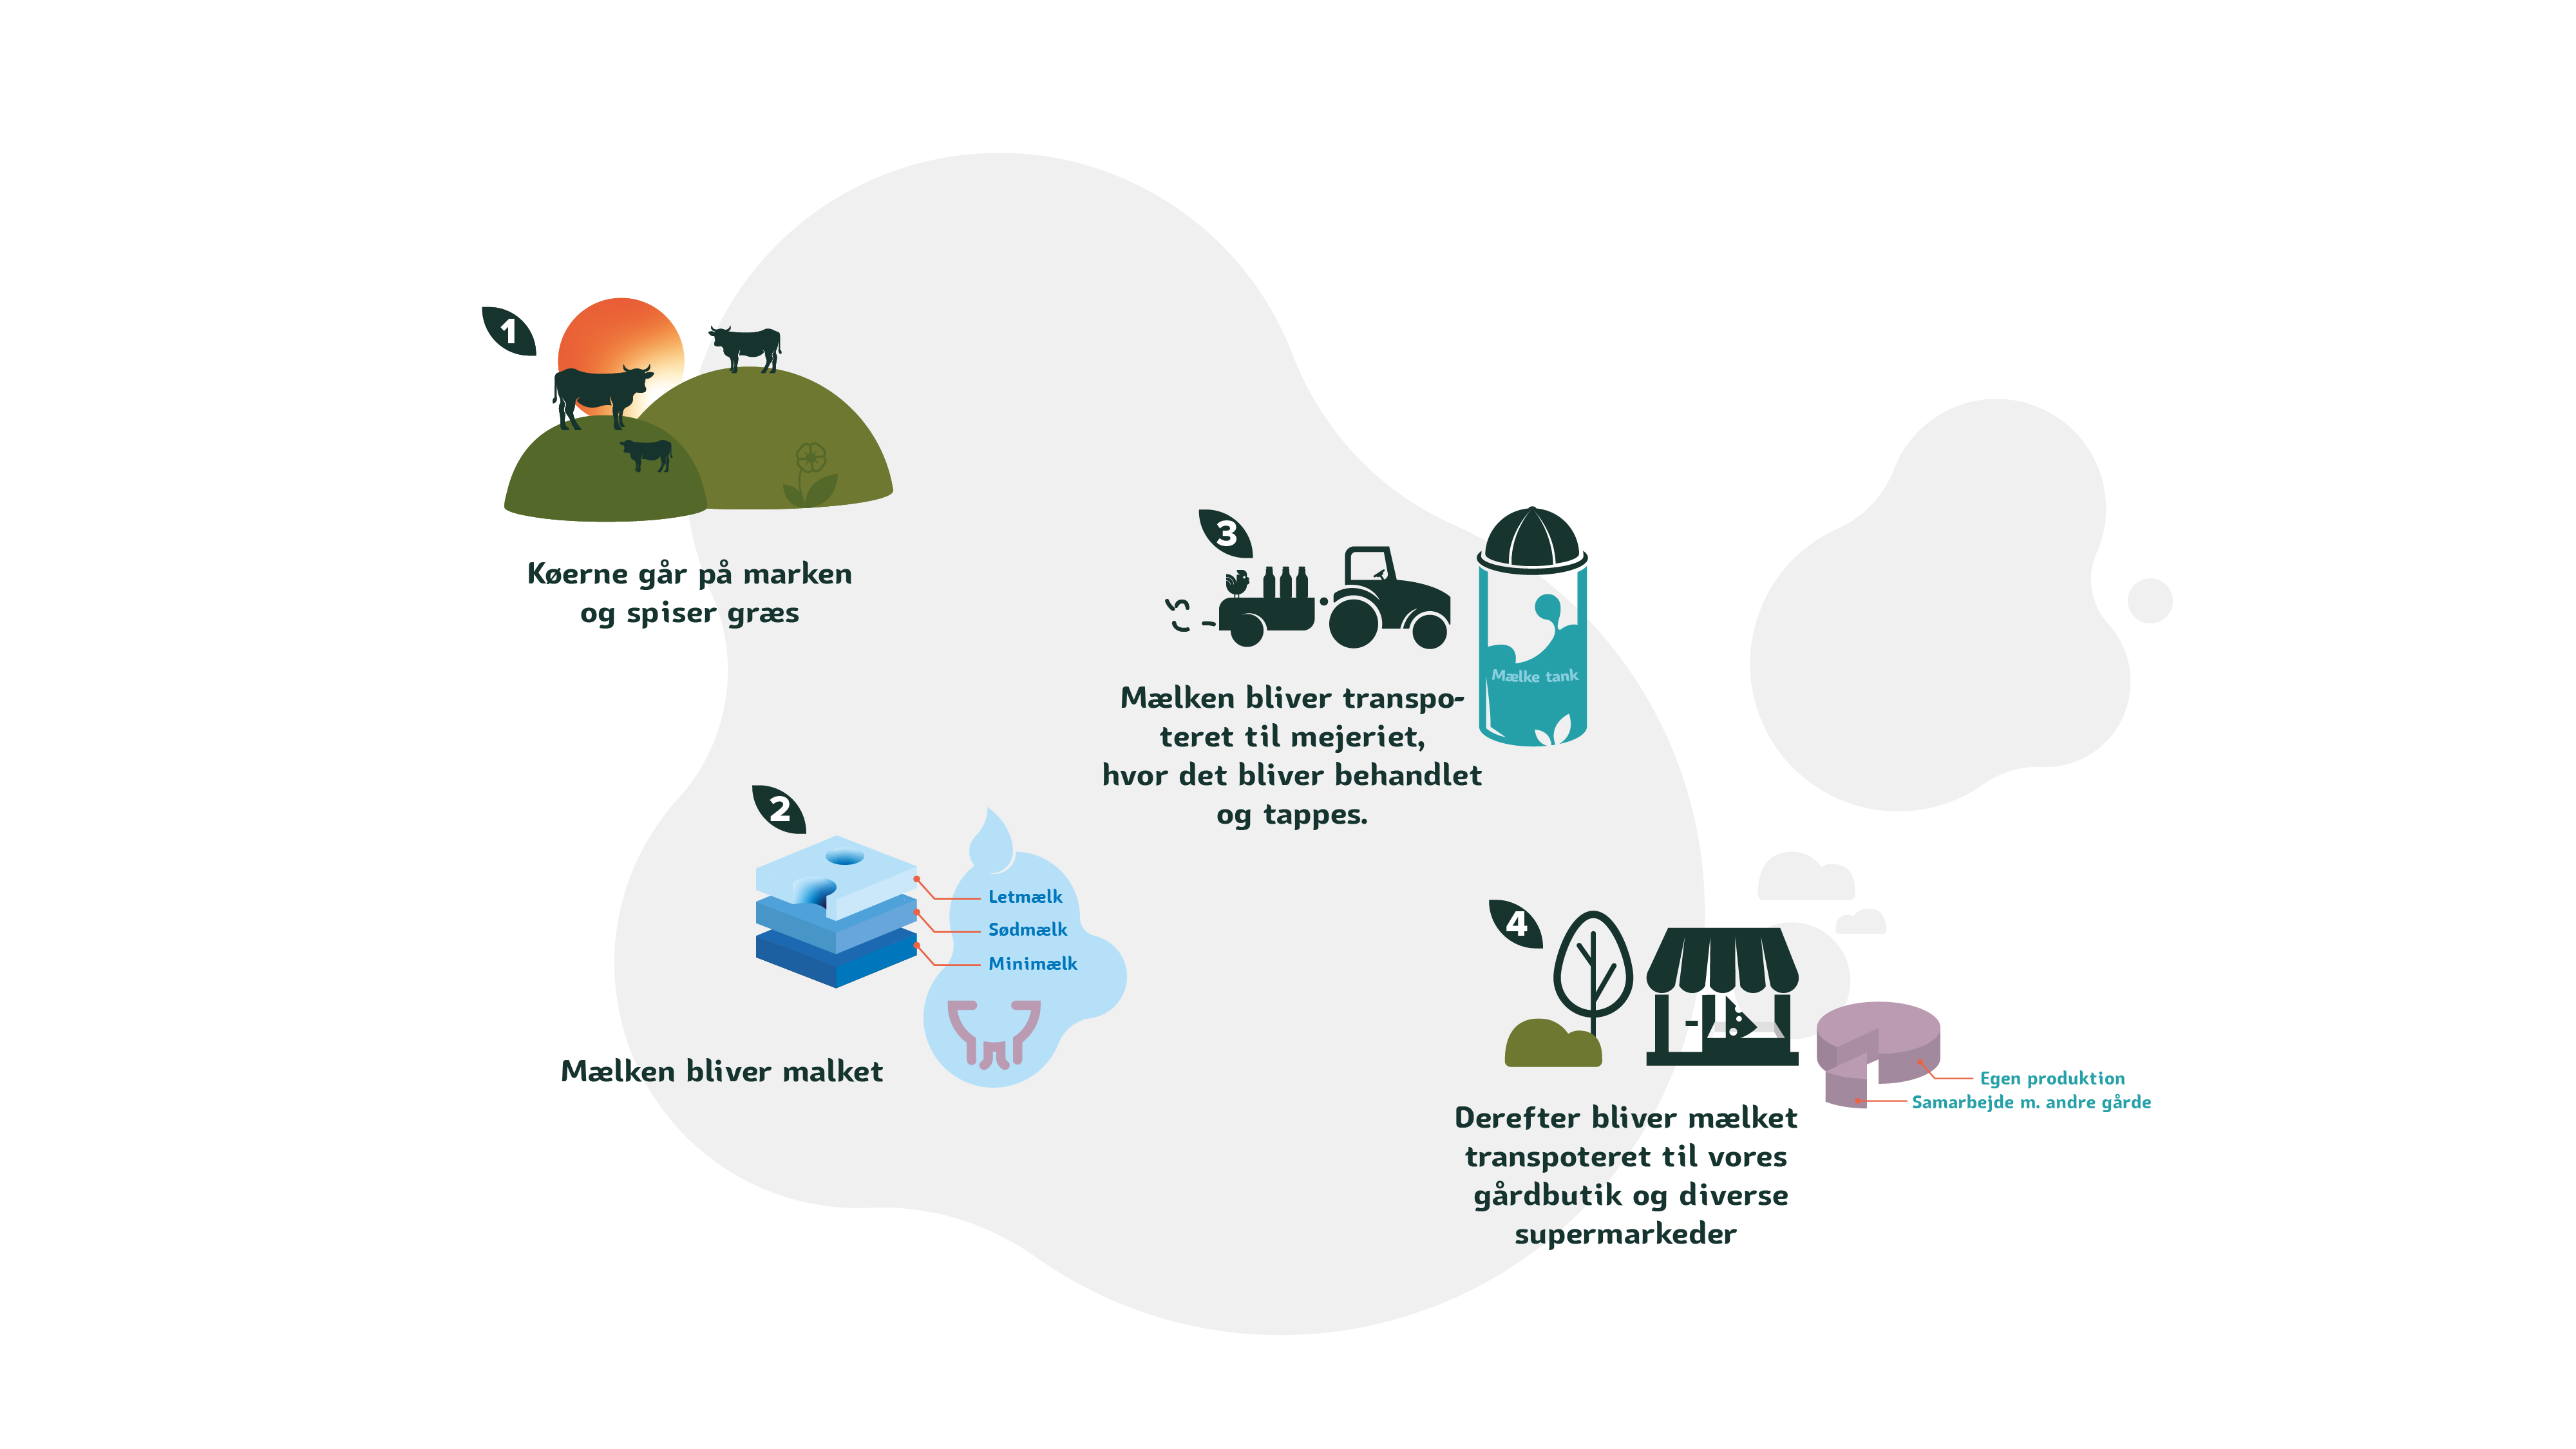 1
Køerne går på marken
og spiser græs
2
Letmælk
Sødmælk
Minimælk
Mælken bliver malket
3
Mælke tank
Mælken bliver transpo-
teret til mejeriet,
hvor det bliver behandlet
og tappes.
4
Egen produktion
Samarbejde m. andre gårde
Derefter bliver mælket
transpoteret til vores
gårdbutik og diverse
supermarkeder